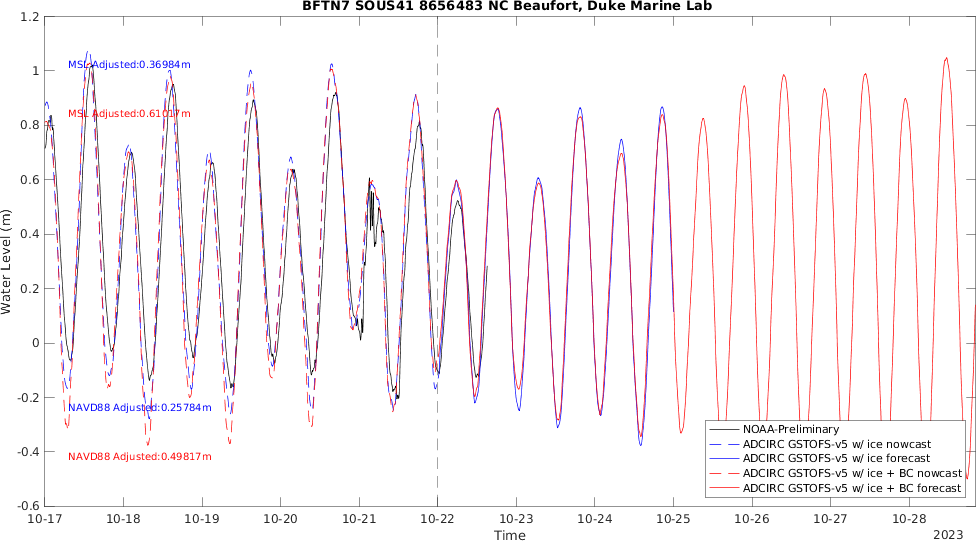 BFTN7 SOUS41 8656483 NC Beaufort, Duke Marine Lab
1.2
1
0.8
0.6
0.4
0.2
0
-0.2
-0.4
-0.6
Water Level (m)
MSL Adjusted:0.36984m
MSL Adjusted:0.61017m
NAVD88 Adjusted:0.25784m
NAVD88 Adjusted:0.49817m
NOAA-Preliminary
ADCIRC GSTOFS-v5 w/ ice nowcast
ADCIRC GSTOFS-v5 w/ ice forecast
ADCIRC GSTOFS-v5 w/ ice + BC nowcast
ADCIRC GSTOFS-v5 w/ ice + BC forecast
10-17 10-18 10-19 10-20 10-21 10-22 10-23 10-24 10-25 10-26 10-27 10-28
Time
2023